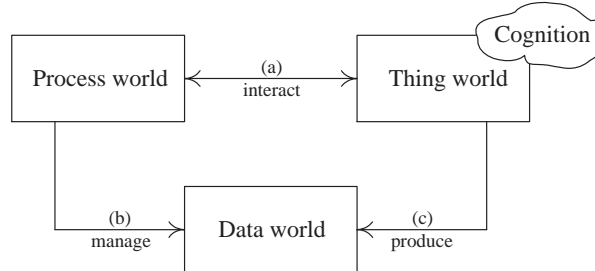 Cognition
Process world
(a)
interact
Thing world
(b)
manage
Data world
(c)
produce